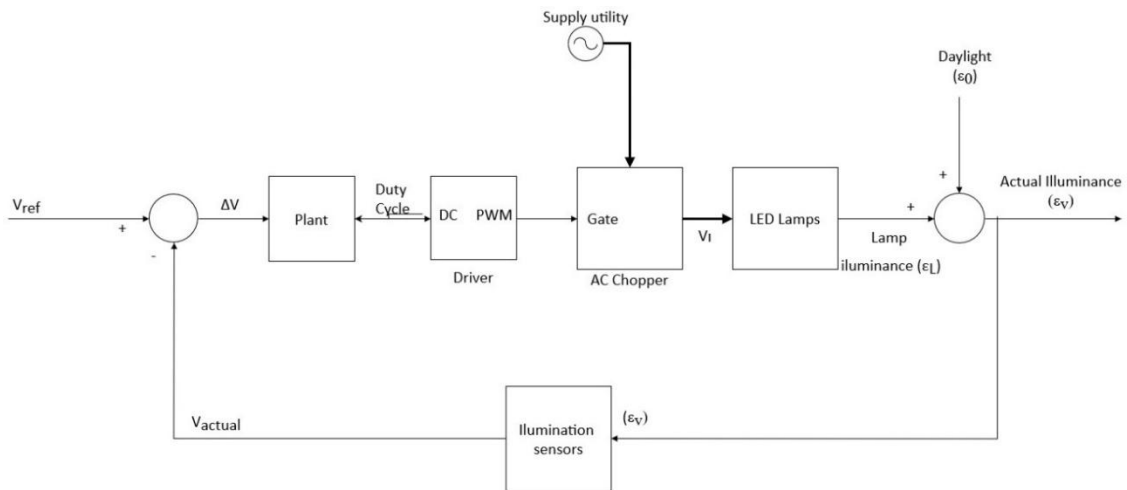 Supply utility
Daylight
(ε0)
Vref
+
-
ΔV
Plant
Duty
Cycle
DC PWM
Driver
Gate
AC Chopper
VI
LED Lamps
+
Lamp
iluminance (εL)
+
Actual Illuminance
(εv)
Vactual
Ilumination
sensors
(εv)